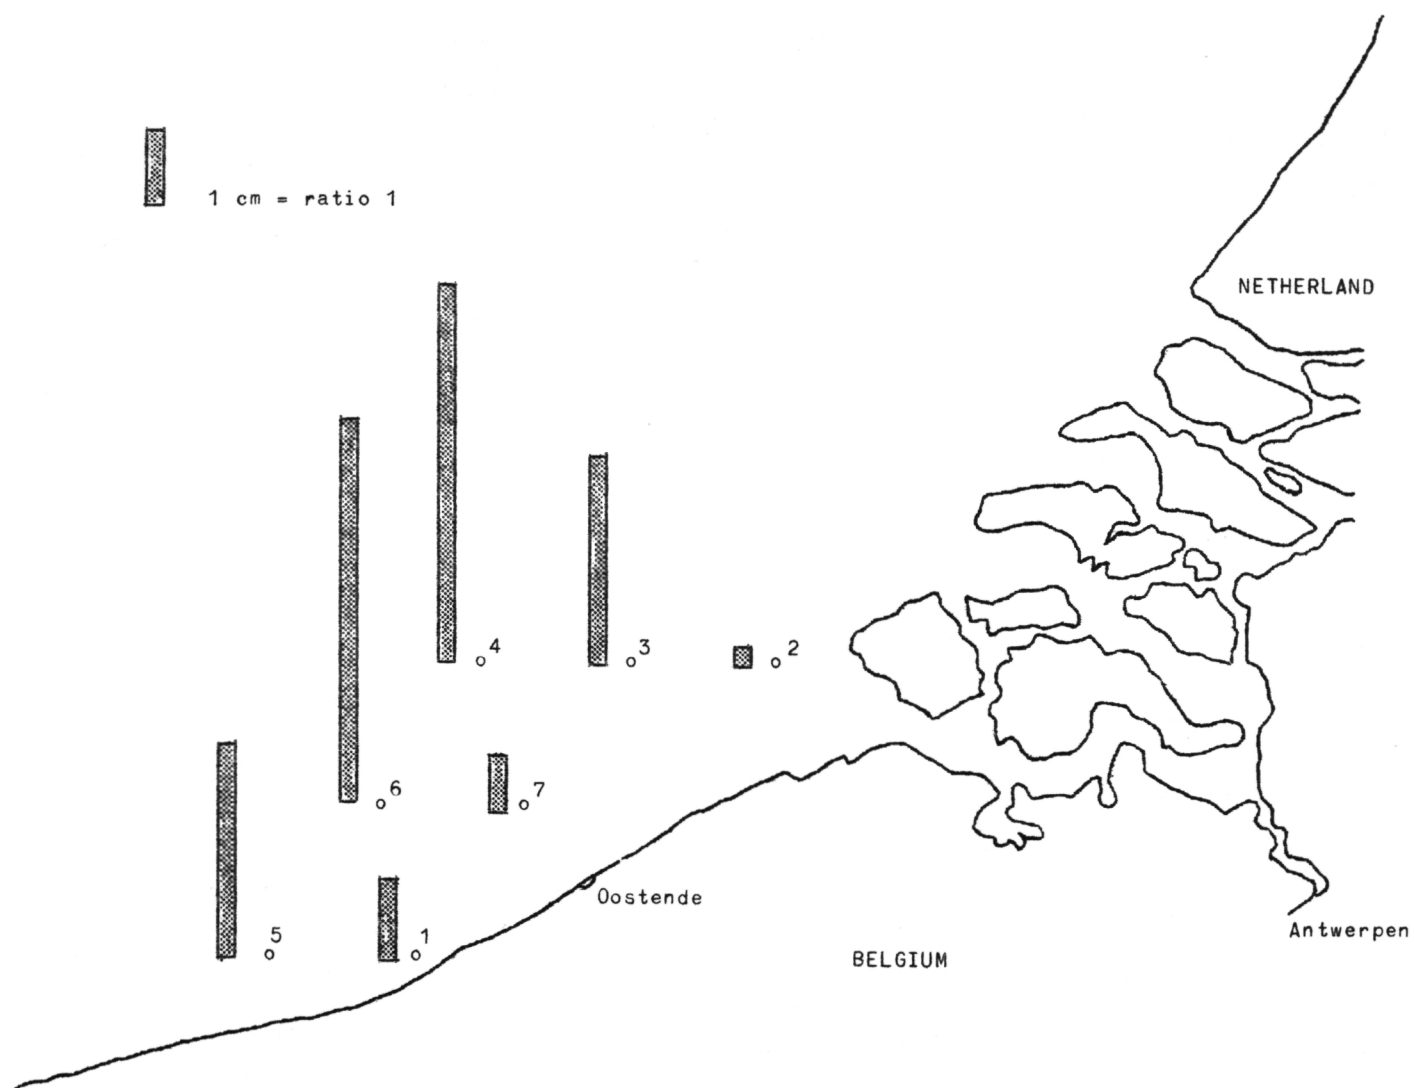 1 cm = ratio 1
NETHERLAND
4
3
2
6
7
Oostende
5
1
Antwerpen
BELGIUM